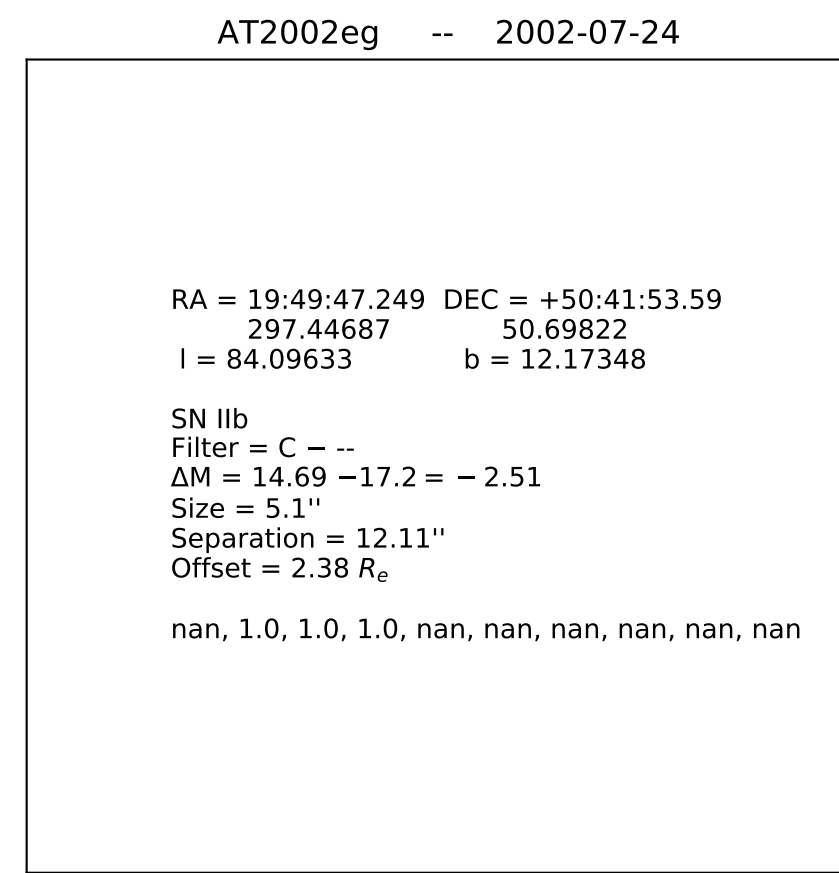 AT2002eg -- 2002-07-24
RA = 19:49:47.249 DEC = +50:41:53.59
297.44687 50.69822
l = 84.09633 b = 12.17348
SN IIb
Filter = C − --
ΔM = 14.69 −17.2 = − 2.51
Size = 5.1''
Separation = 12.11''
Offset = 2.38 Re
nan, 1.0, 1.0, 1.0, nan, nan, nan, nan, nan, nan